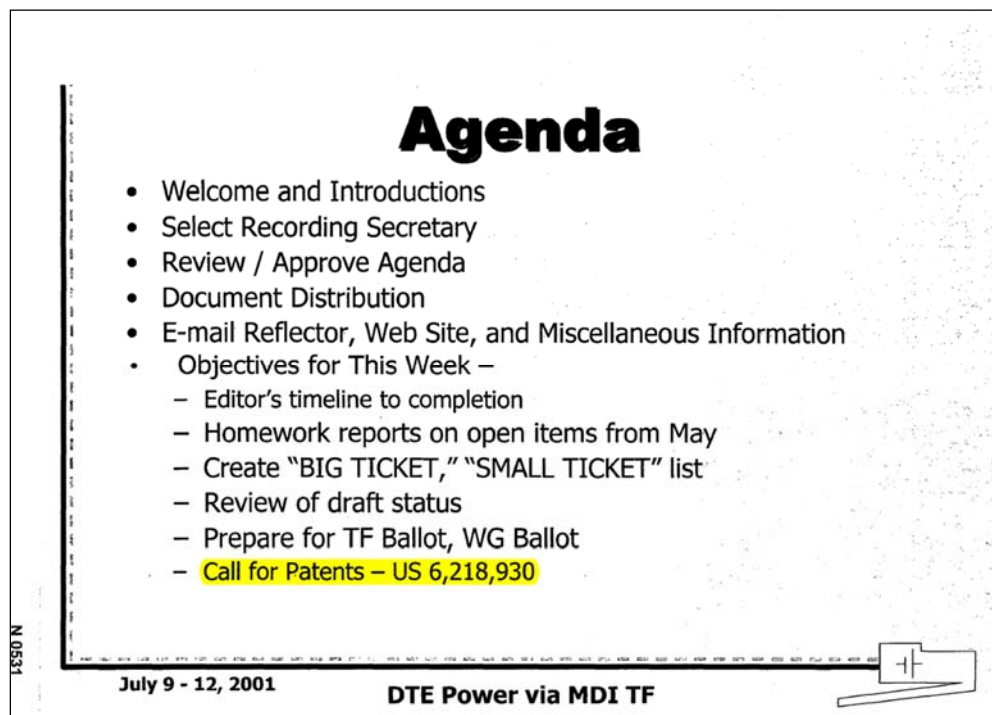 Agenda
• Welcome and Introductions
• Select Recording Secretary
• Review / Approve Agenda
• Document Distribution
• E-mail Reflector, Web Site, and Miscellaneous Information
• Objectives for This Week –
– Editor's timeline to completion
– Homework reports on open items from May
– Create “BIG TICKET,” “SMALL TICKET” list
– Review of draft status
– Prepare for TF Ballot, WG Ballot
– Call for Patents – US 6,218,930
N 0531
July 9 - 12, 2001
DTE Power via MDI TF